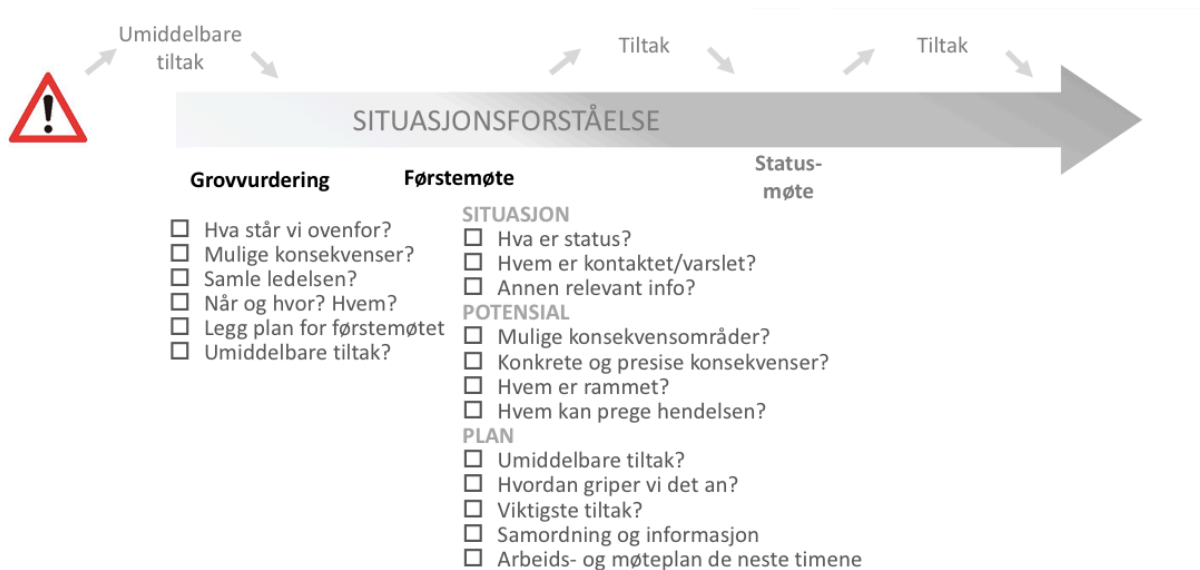 Umiddelbare
tiltak
Tiltak
Tiltak
!
SITUASJONSFORSTÅELSE
Grovvurdering
Hva står vi ovenfor?
Mulige konsekvenser?
Samle ledelsen?
Når og hvor? Hvem?
Legg plan for førstemøtet
Umiddelbare tiltak?
Førstemøte
SITUASJON
Hva er status?
Hvem er kontaktet/varslet?
Annen relevant info?
POTENSIAL
Mulige konsekvensområder?
Konkrete og presise konsekvenser?
Hvem er rammet?
Hvem kan prege hendelsen?
PLAN
Umiddelbare tiltak?
Hvordan griper vi det an?
Viktigste tiltak?
Samordning og informasjon
Arbeids- og møteplan de neste timene
Status-
møte